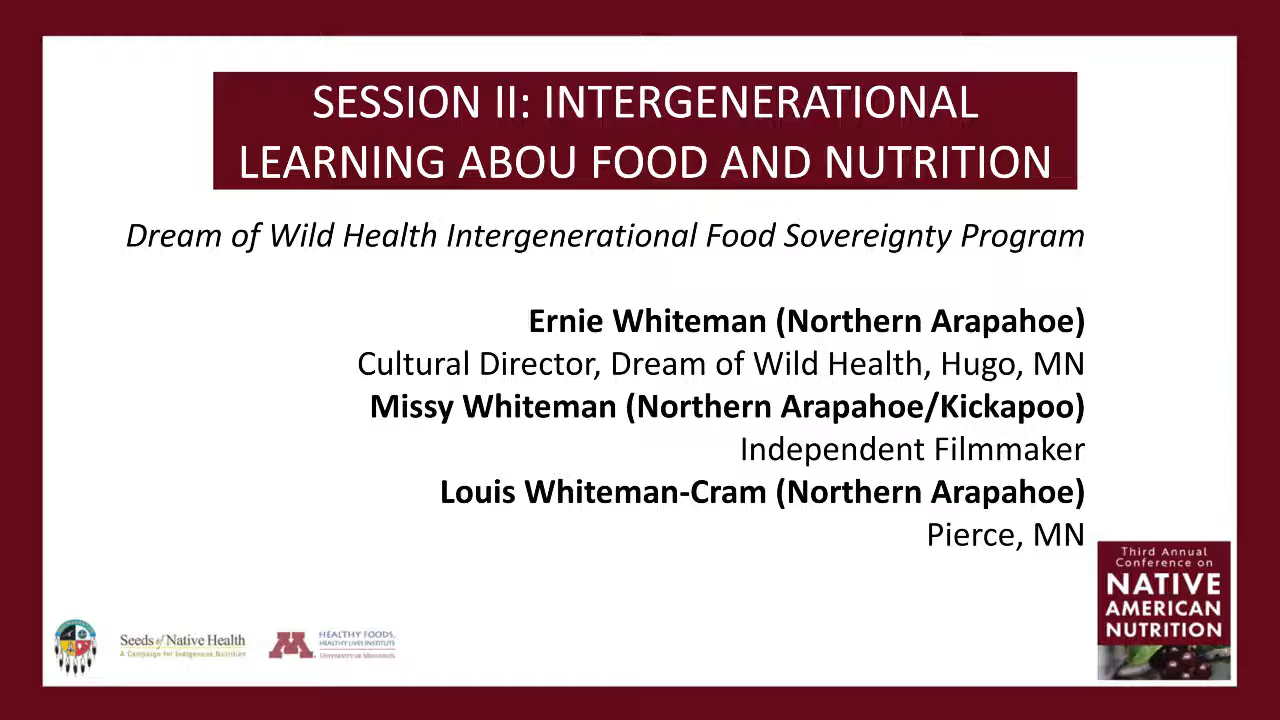 SESSION II: INTERGENERATIONAL
LEARNING ABOU FOOD AND NUTRITION
Dream of Wild Health Intergenerational Food Sovereignty Program
Ernie Whiteman (Northern Arapahoe)
Cultural Director, Dream of Wild Health, Hugo, MN
Missy Whiteman (Northern Arapahoe/Kickapoo)
Independent Filmmaker
Louis Whiteman-Cram (Northern Arapahoe)
Pierce, MN
Third Annual
Conference on
NATIVE
AMERICAN
NUTRITION
Seeds of Native Health
A Campaign for Indigenous Nutrition
M
HEALTHY FOODS,
HEALTHY LIVES INSTITUTE
UNIVERSITY OF MINNESOTA